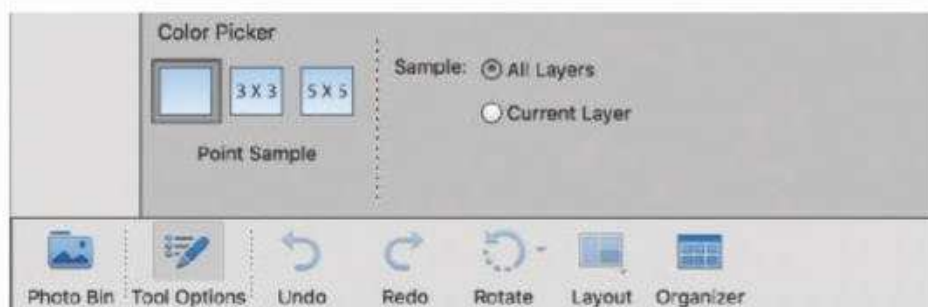 Color Picker
Sample: All Layers
3 X 3 5 X 5
Current Layer
Point Sample
Photo Bin Tool Options Undo Redo Rotate Layout Organizer